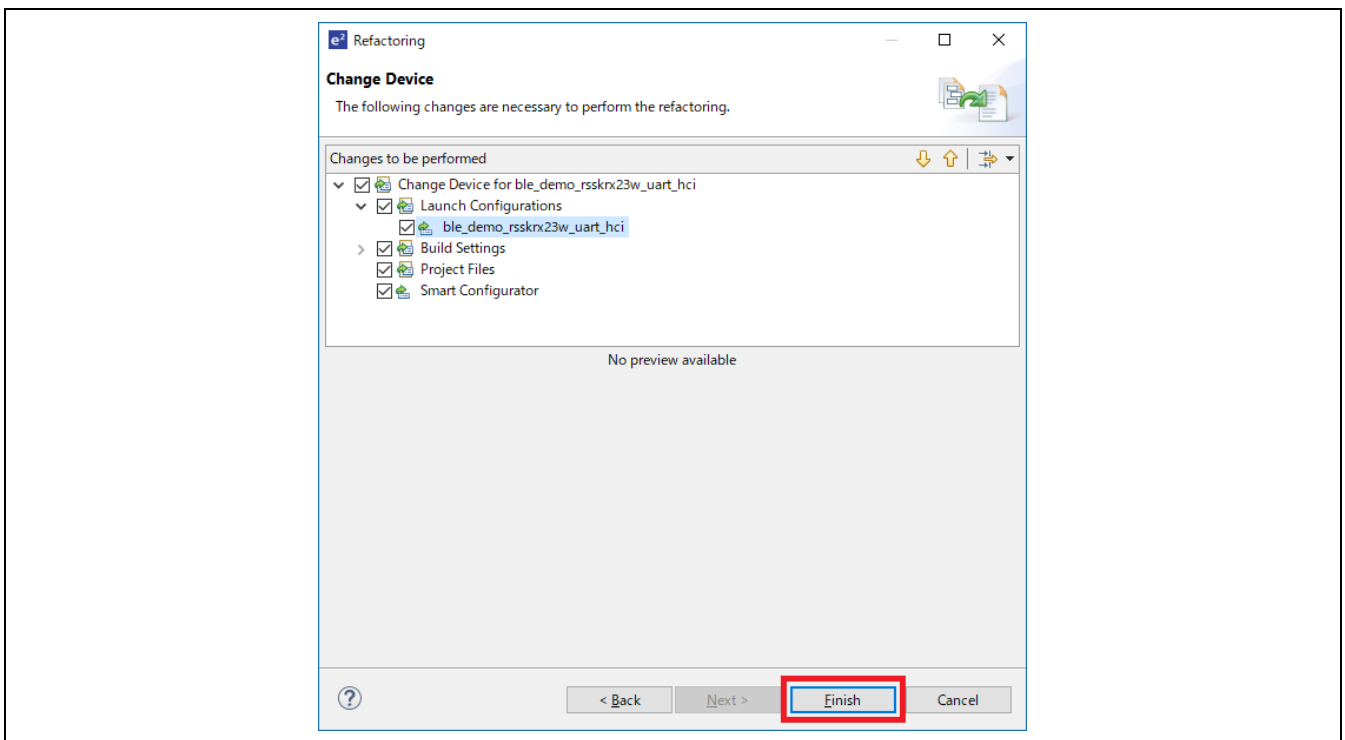 e² Refactoring
Change Device
The following changes are necessary to perform the refactoring.
Changes to be performed
Change Device for ble_demo_rsskrx23w_uart_hci
Launch Configurations
ble_demo_rsskrx23w_uart_hci
Build Settings
Project Files
Smart Configurator
No preview available
? < Back Next > Finish Cancel